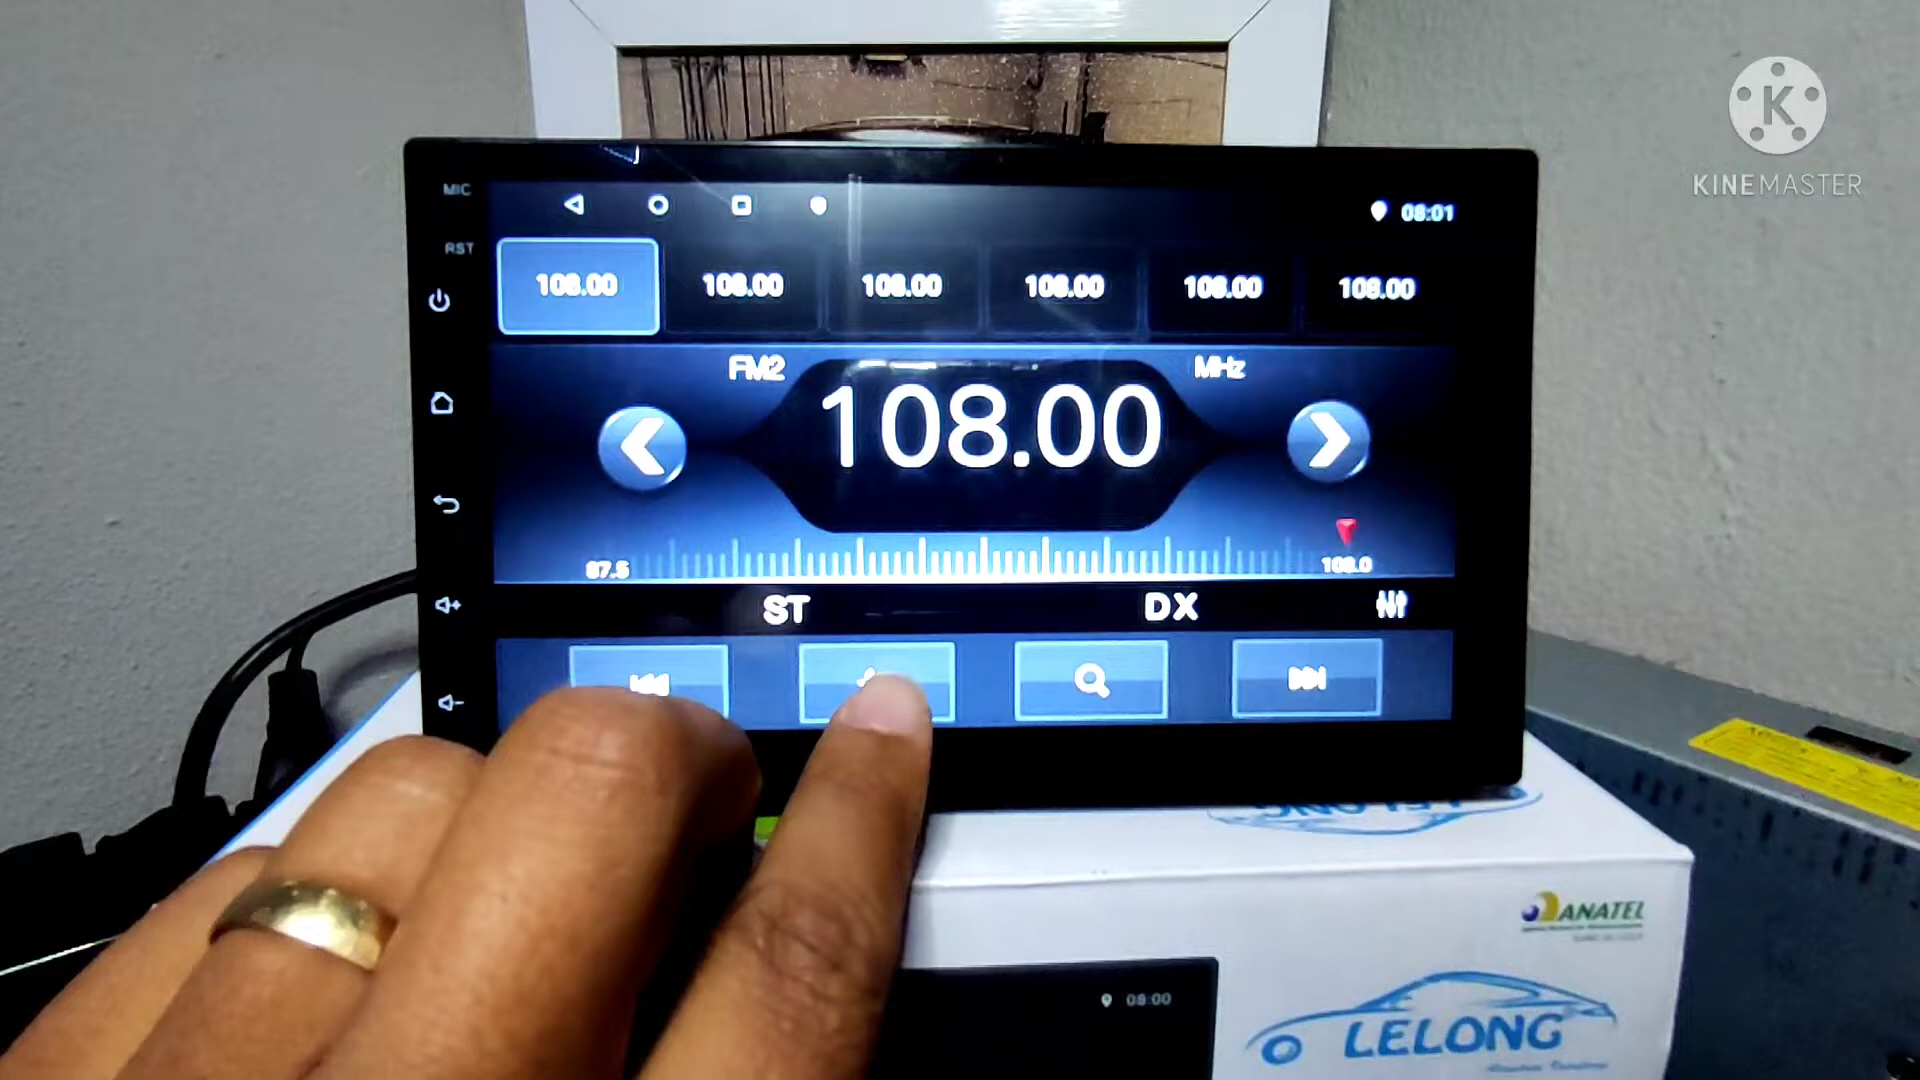 KINEMASTER
MIC
RST
08:01
108.00 108.00 108.00 108.00 108.00 108.00
FM2 MHz
108.00
87.5 108.0
ST DX
LELONG
ANATEL
08:00
LELONG